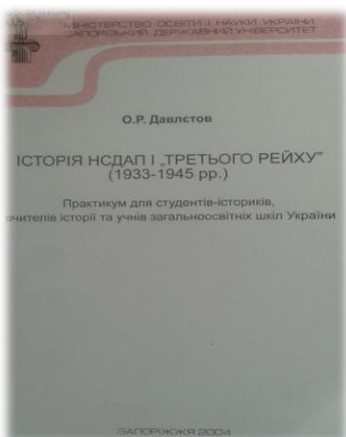 МІНІСТЕРСТВО ОСВІТИ І НАУКИ УКРАЇНИ
ЗАПОРІЗЬКИЙ ДЕРЖАВНИЙ УНІВЕРСИТЕТ
О.Р. Давлєтов
ІСТОРІЯ НСДАП І „ТРЕТЬОГО РЕЙХУ"
(1933-1945 рр.)
Практикум для студентів-істориків,
вчителів історії та учнів загальноосвітніх шкіл України
ЗАПОРІЖЖЯ 2004